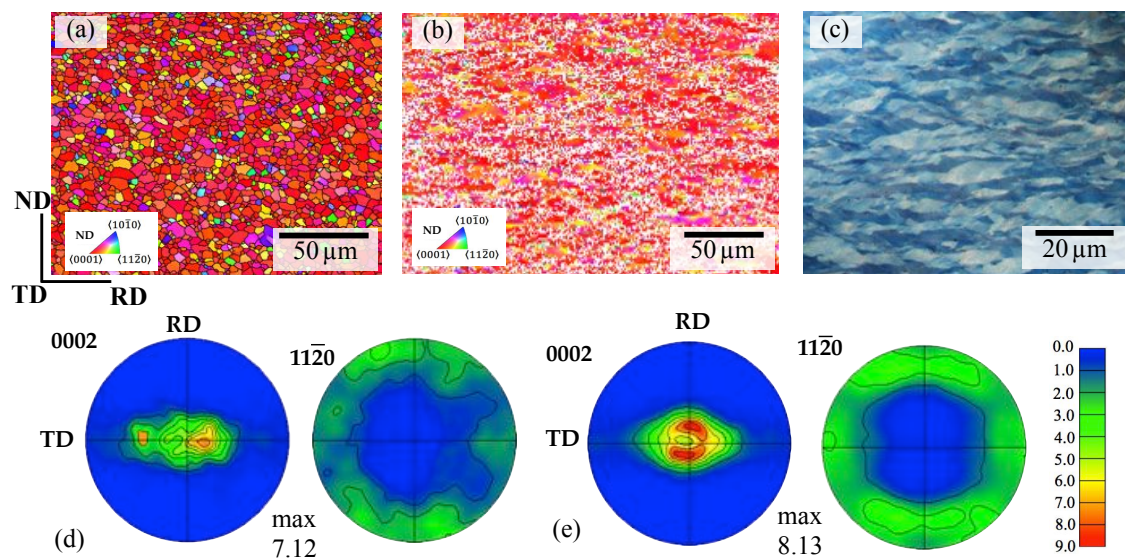 (a)
(b)
(c)
ND
TD
RD
ND
⟨101̅0⟩
⟨0001⟩
⟨112̅0⟩
50 µm
ND
⟨101̅0⟩
⟨0001⟩
⟨112̅0⟩
50 µm
20 µm
0002
RD
112̅0
TD
max
7.12
(d)
0002
RD
112̅0
TD
max
8.13
(e)
0.0
1.0
2.0
3.0
4.0
5.0
6.0
7.0
8.0
9.0